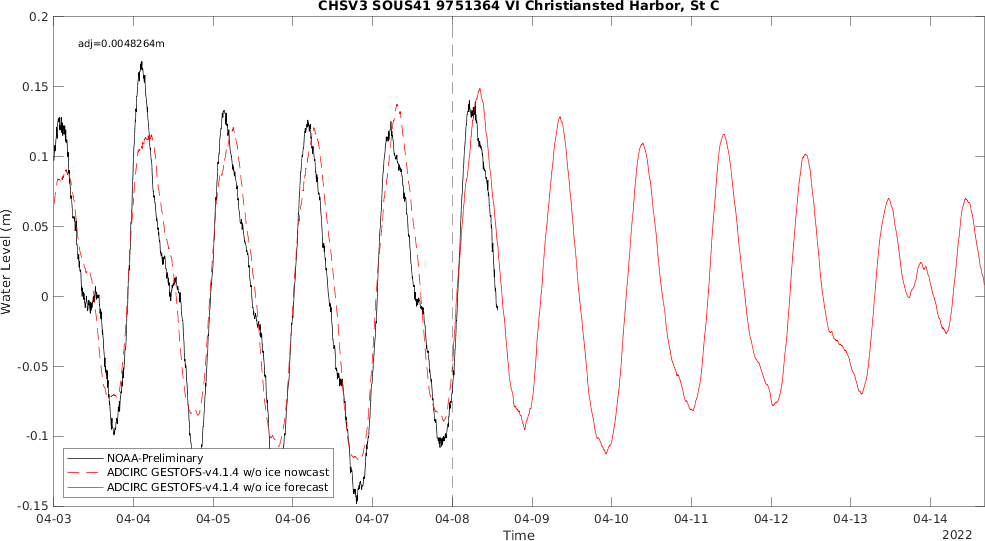 CHSV3 SOUS41 9751364 VI Christiansted Harbor, St C
adj=0.0048264m
0.2
0.15
0.1
0.05
0
-0.05
-0.1
-0.15
Water Level (m)
NOAA-Preliminary
ADCIRC GESTOFS-v4.1.4 w/o ice nowcast
ADCIRC GESTOFS-v4.1.4 w/o ice forecast
04-03 04-04 04-05 04-06 04-07 04-08 04-09 04-10 04-11 04-12 04-13 04-14
Time
2022